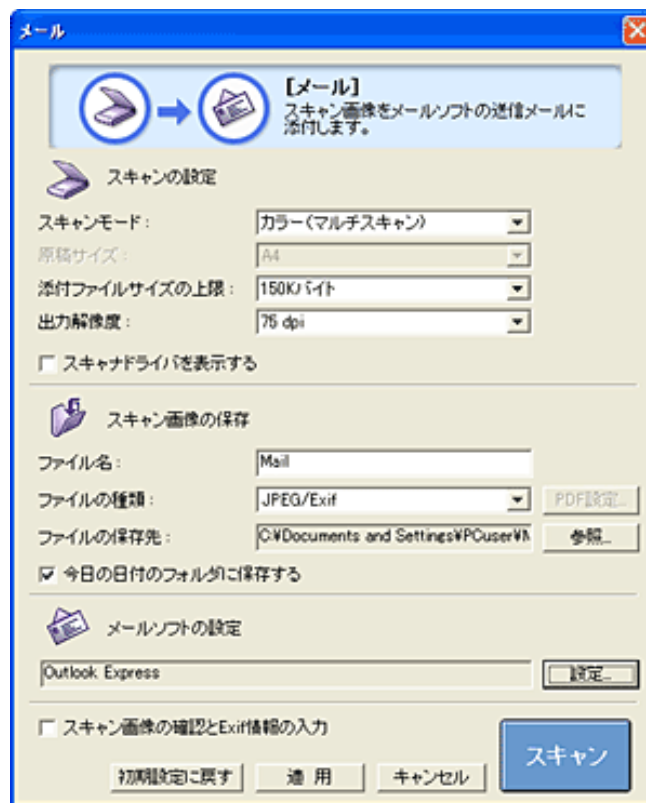 メール
[メール]
スキャン画像をメールソフトの送信メールに
添付します。
スキャンの設定
スキャンモード: カラー(マルチスキャン)
原稿サイズ: A4
添付ファイルサイズの上限: 150Kバイト
出力解像度: 75 dpi
スキャナドライバを表示する
スキャン画像の保存
ファイル名: Mail
ファイルの種類: JPEG/Exif PDF設定...
ファイルの保存先: C:¥Documents and Settings¥PCuser¥M 参照...
今日の日付のフォルダに保存する
メールソフトの設定
Outlook Express 設定...
スキャン画像の確認とExif情報の入力
初期設定に戻す 適用 キャンセル スキャン